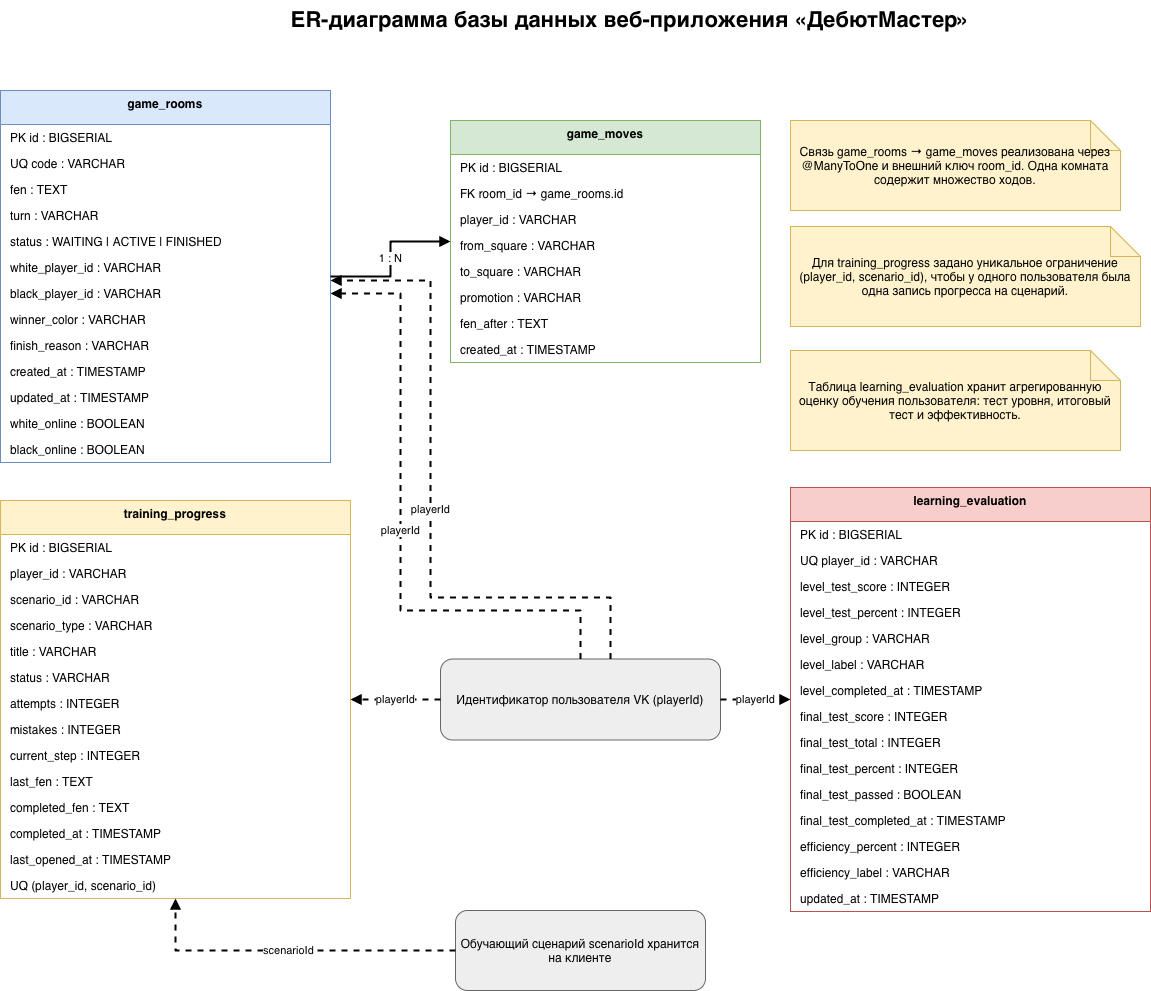 ER-диаграмма базы данных веб-приложения «ДебютМастер»
game_rooms
PK id : BIGSERIAL
UQ code : VARCHAR
fen : TEXT
turn : VARCHAR
status : WAITING | ACTIVE | FINISHED
white_player_id : VARCHAR
black_player_id : VARCHAR
winner_color : VARCHAR
finish_reason : VARCHAR
created_at : TIMESTAMP
updated_at : TIMESTAMP
white_online : BOOLEAN
black_online : BOOLEAN
1 : N
game_moves
PK id : BIGSERIAL
FK room_id → game_rooms.id
player_id : VARCHAR
from_square : VARCHAR
to_square : VARCHAR
promotion : VARCHAR
fen_after : TEXT
created_at : TIMESTAMP
Связь game_rooms → game_moves реализована через
@ManyToOne и внешний ключ room_id. Одна комната
содержит множество ходов.
Для training_progress задано уникальное ограничение
(player_id, scenario_id), чтобы у одного пользователя была
одна запись прогресса на сценарий.
Таблица learning_evaluation хранит агрегированную
оценку обучения пользователя: тест уровня, итоговый
тест и эффективность.
training_progress
PK id : BIGSERIAL
player_id : VARCHAR
scenario_id : VARCHAR
scenario_type : VARCHAR
title : VARCHAR
status : VARCHAR
attempts : INTEGER
mistakes : INTEGER
current_step : INTEGER
last_fen : TEXT
completed_fen : TEXT
completed_at : TIMESTAMP
last_opened_at : TIMESTAMP
UQ (player_id, scenario_id)
playerId
playerId
playerId
Идентификатор пользователя VK (playerId)
playerId
learning_evaluation
PK id : BIGSERIAL
UQ player_id : VARCHAR
level_test_score : INTEGER
level_test_percent : INTEGER
level_group : VARCHAR
level_label : VARCHAR
level_completed_at : TIMESTAMP
final_test_score : INTEGER
final_test_total : INTEGER
final_test_percent : INTEGER
final_test_passed : BOOLEAN
final_test_completed_at : TIMESTAMP
efficiency_percent : INTEGER
efficiency_label : VARCHAR
updated_at : TIMESTAMP
scenarioId
Обучающий сценарий scenarioId хранится
на клиенте